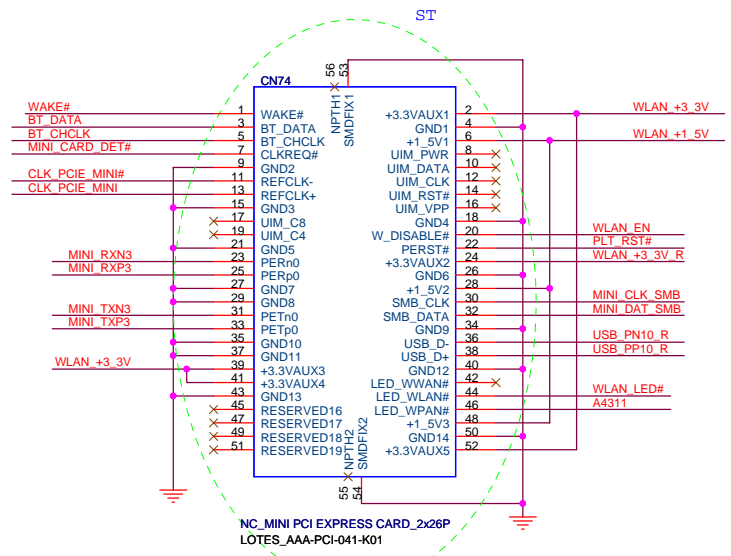 ST
56
53
CN74
NPTH1
SMDFIX1
WAKE# 1 WAKE# +3.3VAUX1 2 WLAN_+3_3V
BT_DATA 3 BT_DATA GND1 4
BT_CHCLK 5 BT_CHCLK +1_5V1 6 WLAN_+1_5V
MINI_CARD_DET# 7 CLKREQ# UIM_PWR 8
9 GND2 UIM_DATA 10
CLK_PCIE_MINI# 11 REFCLK- UIM_CLK 12
CLK_PCIE_MINI 13 REFCLK+ UIM_RST# 14
15 GND3 UIM_VPP 16
17 UIM_C8 GND4 18
19 UIM_C4 W_DISABLE# 20 WLAN_EN
21 GND5 PERST# 22 PLT_RST#
MINI_RXN3 23 PERn0 +3.3VAUX2 24 WLAN_+3_3V_R
MINI_RXP3 25 PERp0 GND6 26
27 GND7 +1_5V2 28
29 GND8 SMB_CLK 30 MINI_CLK_SMB
MINI_TXN3 31 PETn0 SMB_DATA 32 MINI_DAT_SMB
MINI_TXP3 33 PETp0 GND9 34
35 GND10 USB_D- 36 USB_PN10_R
37 GND11 USB_D+ 38 USB_PP10_R
WLAN_+3_3V 39 +3.3VAUX3 GND12 40
41 +3.3VAUX4 LED_WWAN# 42
43 GND13 LED_WLAN# 44 WLAN_LED#
45 RESERVED16 LED_WPAN# 46 A4311
47 RESERVED17 +1_5V3 48
49 RESERVED18 GND14 50
51 RESERVED19 +3.3VAUX5 52
NPTH2
SMDFIX2
55
54
NC_MINI PCI EXPRESS CARD_2x26P
LOTES_AAA-PCI-041-K01